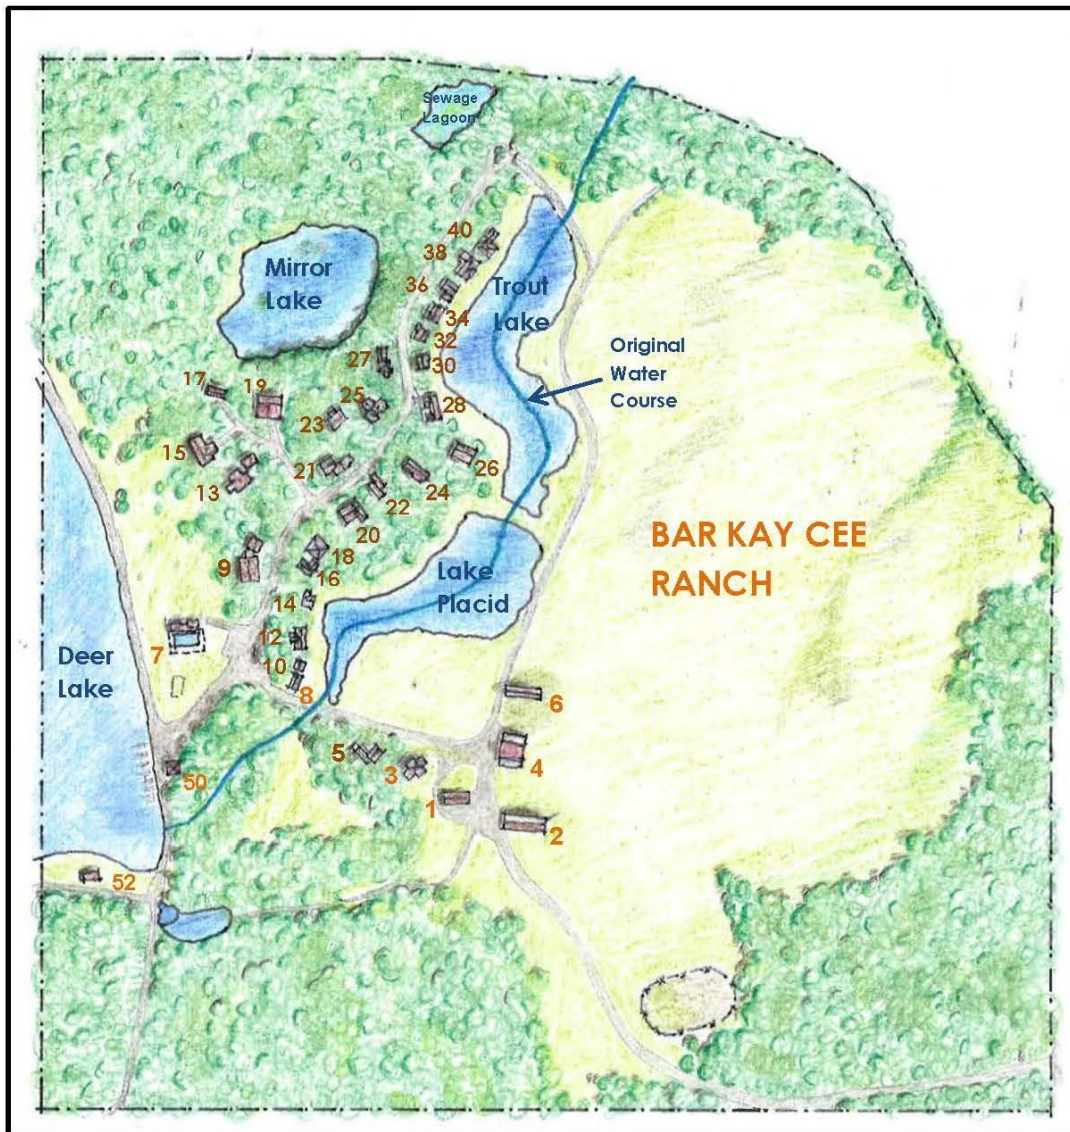 Sewage
Lagoon
40
38
Mirror
Lake
36
Trout
Lake
34
32
Original
Water
Course
27
30
17
19
25
28
23
15
26
21
13
24
22
20
BAR KAY CEE
RANCH
18
9
16
Lake
Placid
14
12
7
Deer
Lake
10
8
6
5
3
4
50
1
2
52